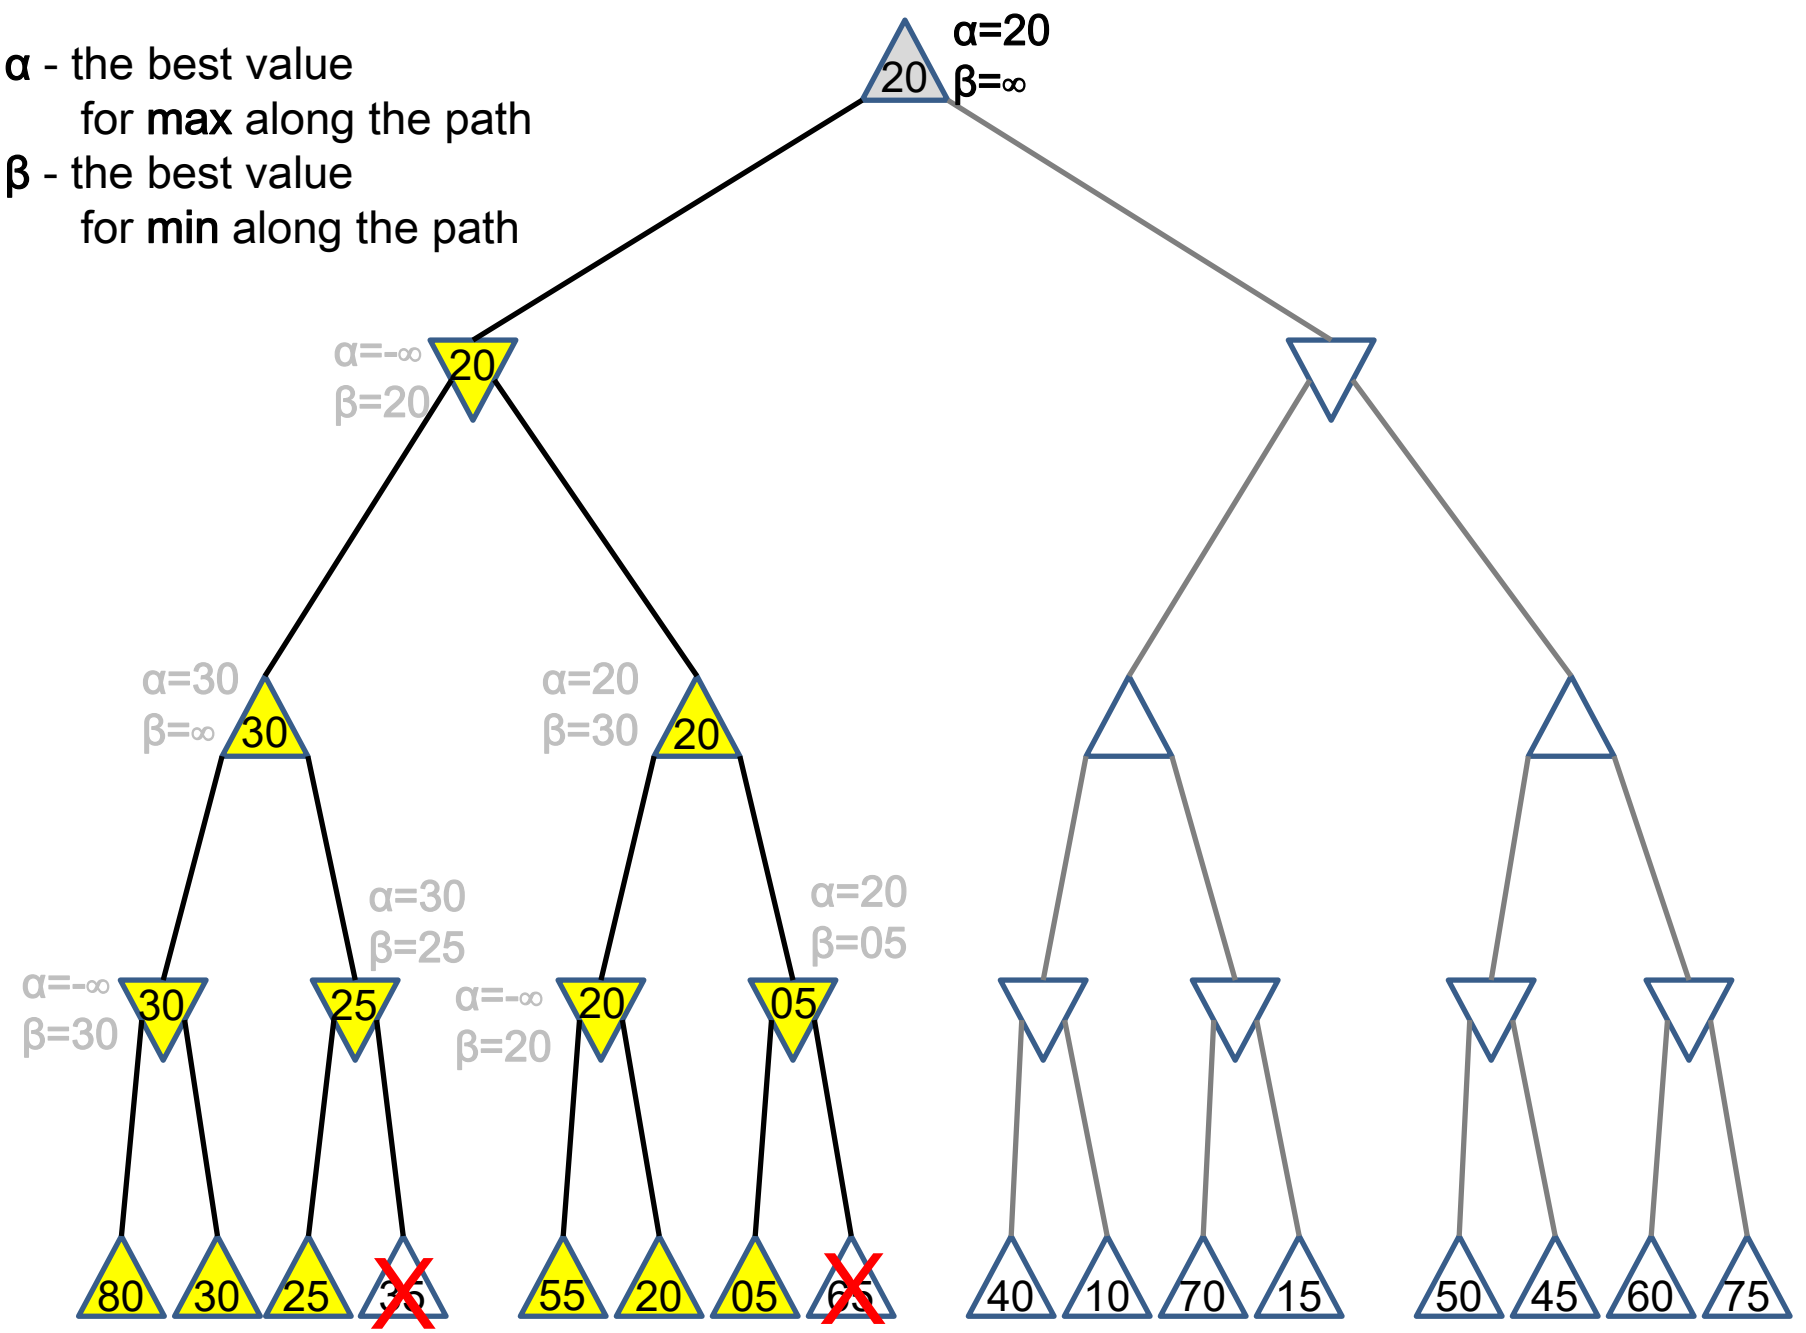 α - the best value
for max along the path
β - the best value
for min along the path
α=20
β=∞
20
α=-∞
β=20
20
α=30
β=∞
30
α=20
β=30
20
α=-∞
β=30
30
α=30
β=25
25
α=-∞
β=20
20
α=20
β=05
05
80 30 25 35 55 20 05 65 40 10 70 15 50 45 60 75